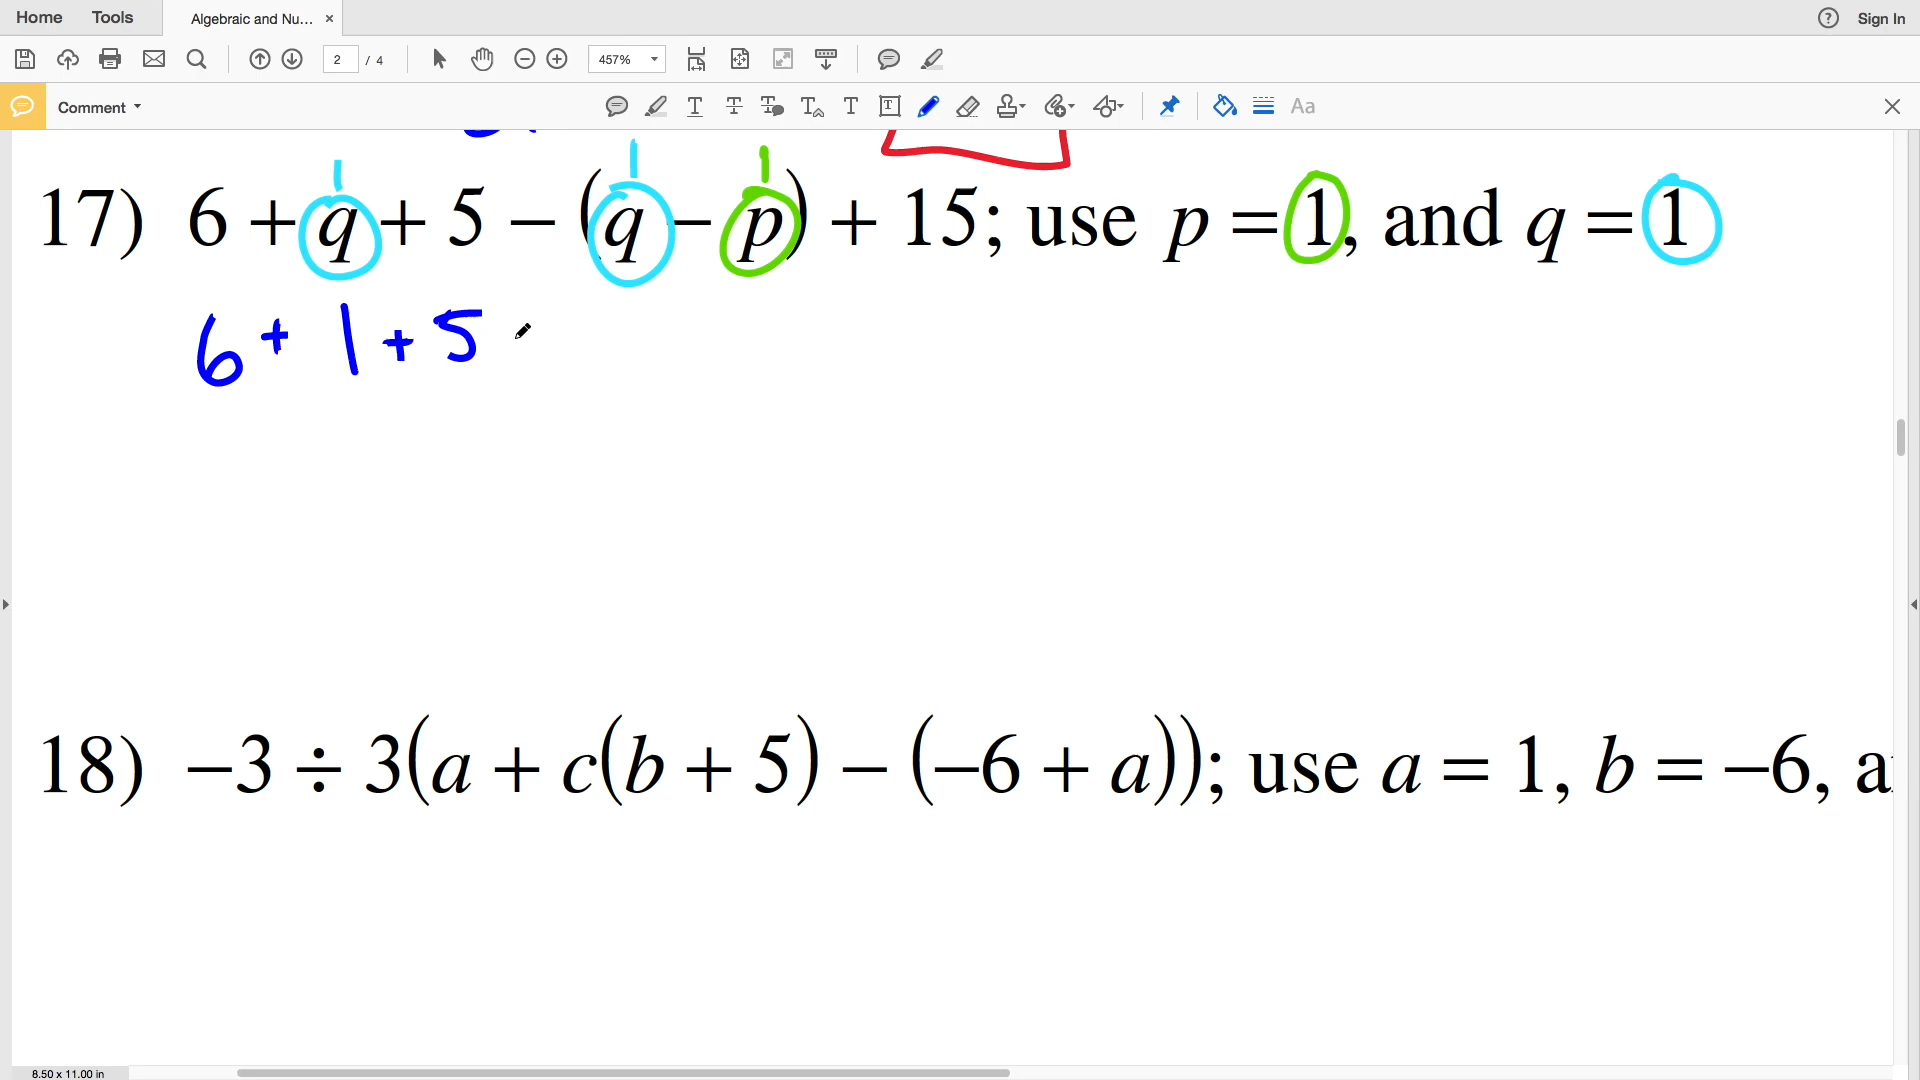 Home Tools Algebraic and Nu... × ? Sign In
2 / 4 457%
Comment Aa
1 1 1
17) 6 + q + 5 − (q − p) + 15; use p = 1, and q = 1
6 + 1 + 5
18) −3 ÷ 3(a + c(b + 5) − (−6 + a)); use a = 1, b = −6, a
8.50 x 11.00 in